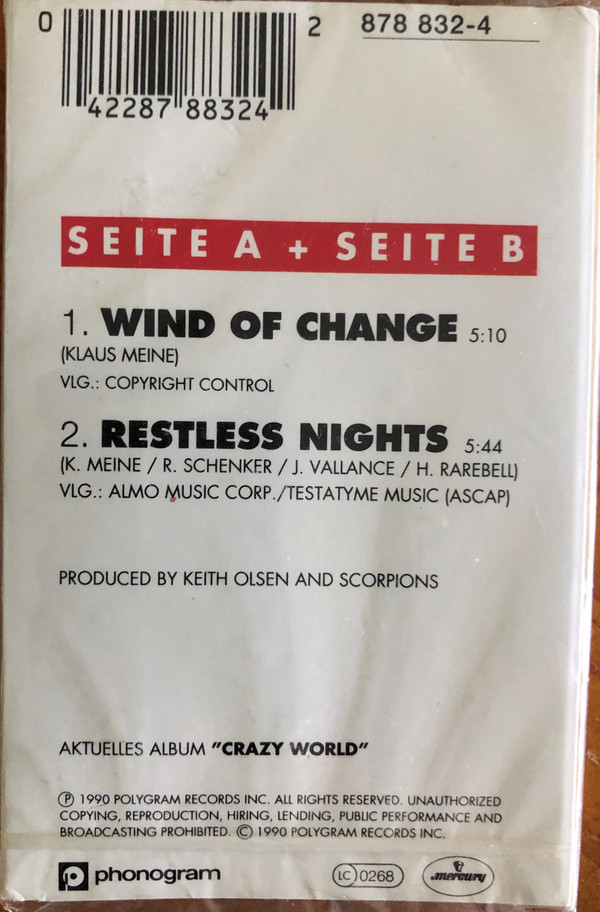 0 2 878 832-4
42287 88324
SEITE A + SEITE B
1. WIND OF CHANGE 5:10
(KLAUS MEINE)
VLG.: COPYRIGHT CONTROL
2. RESTLESS NIGHTS 5:44
(K. MEINE / R. SCHENKER / J. VALLANCE / H. RAREBELL)
VLG.: ALMO MUSIC CORP./TESTATYME MUSIC (ASCAP)
PRODUCED BY KEITH OLSEN AND SCORPIONS
AKTUELLES ALBUM "CRAZY WORLD"
Ⓟ 1990 POLYGRAM RECORDS INC. ALL RIGHTS RESERVED. UNAUTHORIZED
COPYING, REPRODUCTION, HIRING, LENDING, PUBLIC PERFORMANCE AND
BROADCASTING PROHIBITED. © 1990 POLYGRAM RECORDS INC.
p phonogram LC 0268 mercury